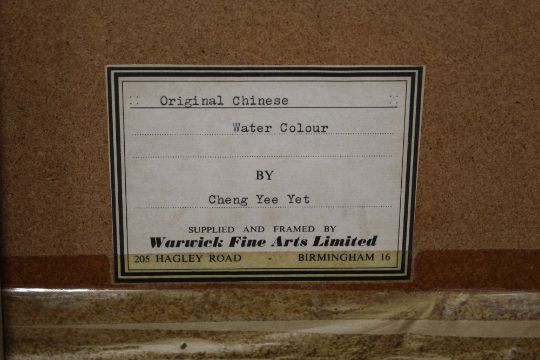 Original Chinese
Water Colour
BY
Cheng Yee Yet
SUPPLIED AND FRAMED BY
Warwick Fine Arts Limited
205 HAGLEY ROAD - BIRMINGHAM 16